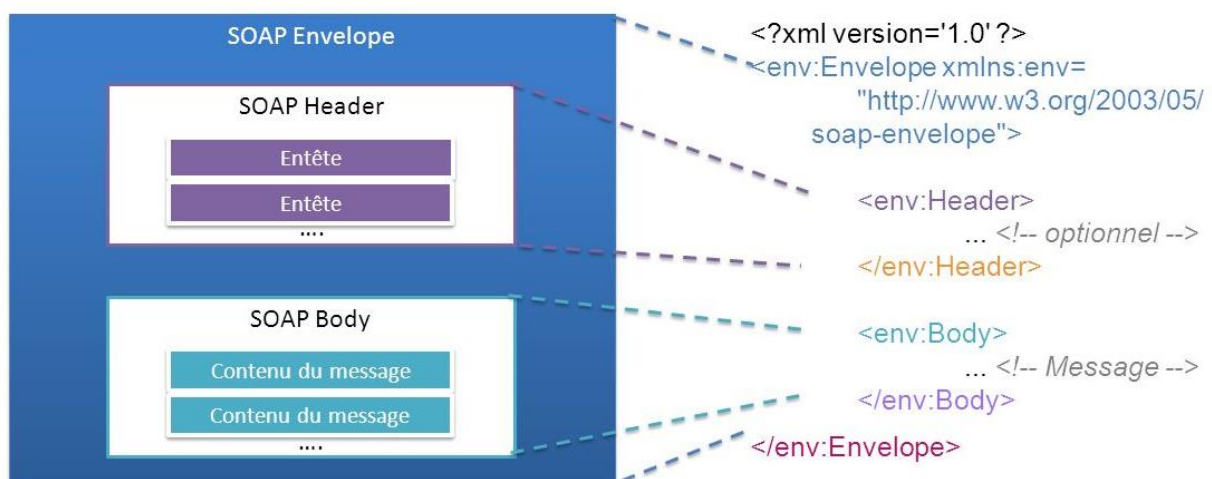 SOAP Envelope
SOAP Header
Entête
Entête
....
SOAP Body
Contenu du message
Contenu du message
....
<?xml version='1.0' ?>
<env:Envelope xmlns:env=
"http://www.w3.org/2003/05/
soap-envelope">
<env:Header>
... <!-- optionnel -->
</env:Header>
<env:Body>
... <!-- Message -->
</env:Body>
</env:Envelope>